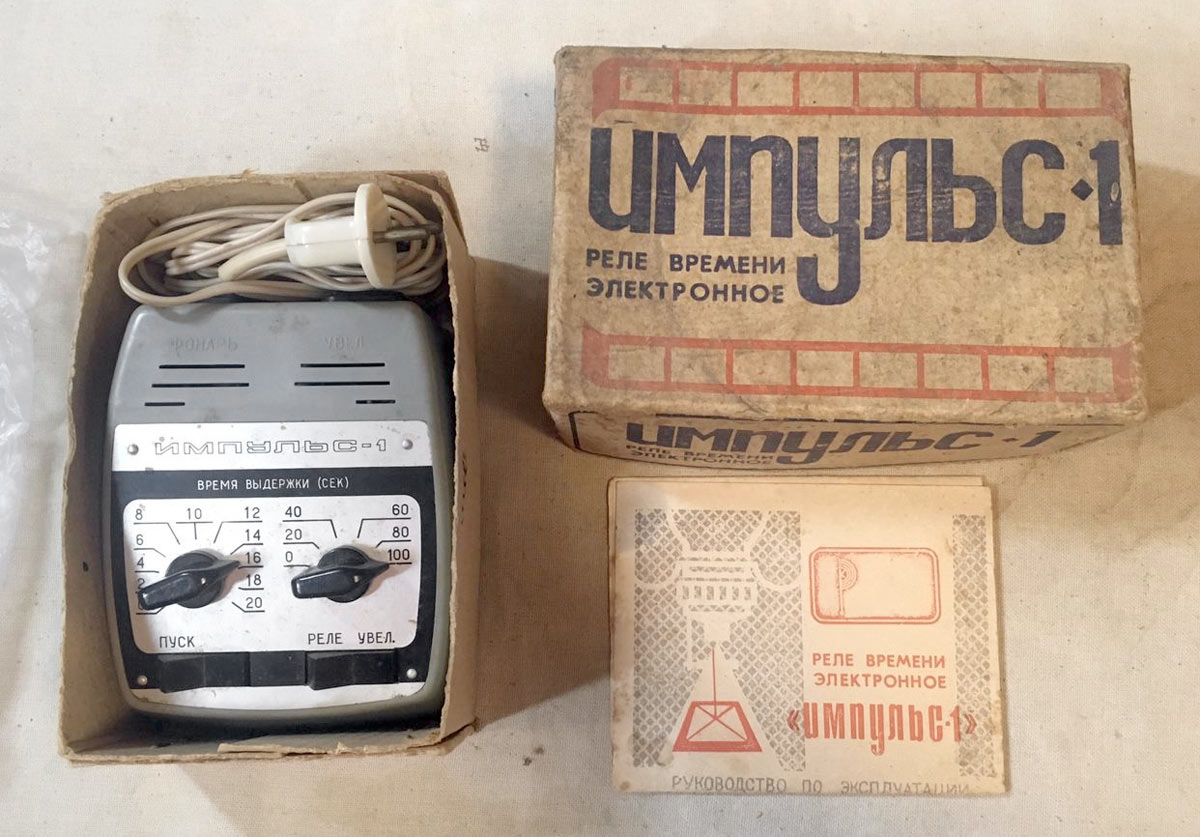 ФОНАРЬ УВЕЛ
ИМПУЛЬС-1
ВРЕМЯ ВЫДЕРЖКИ (СЕК)
8 10 12
6 14
4 16
2 18
20
40 60
20 80
0 100
ПУСК РЕЛЕ УВЕЛ.
ИМПУЛЬС·1
РЕЛЕ ВРЕМЕНИ
ЭЛЕКТРОННОЕ
ИМПУЛЬС·1
РЕЛЕ ВРЕМЕНИ
ЭЛЕКТРОННОЕ
РЕЛЕ ВРЕМЕНИ
ЭЛЕКТРОННОЕ
«ИМПУЛЬС·1»
РУКОВОДСТВО ПО ЭКСПЛУАТАЦИИ